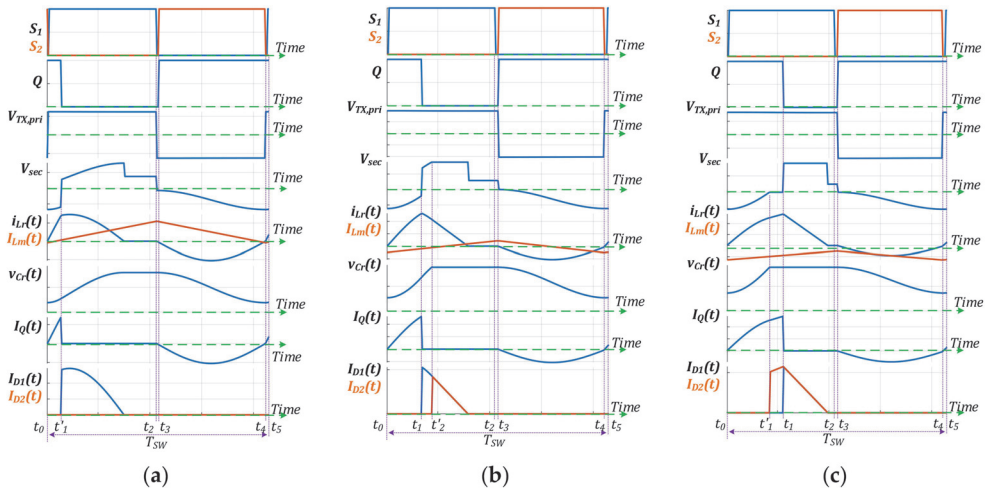 S1
S2
Time
Q
Time
VTX,pri
Time
Vsec
Time
iLr(t)
ILm(t)
Time
vCr(t)
Time
IQ(t)
Time
ID1(t)
ID2(t)
Time
t0 t'1 t2 t3 t4 t5
TSW
(a)
S1
S2
Time
Q
Time
VTX,pri
Time
Vsec
Time
iLr(t)
ILm(t)
Time
vCr(t)
Time
IQ(t)
Time
ID1(t)
ID2(t)
Time
t0 t1 t'2 t2 t3 t4 t5
TSW
(b)
S1
S2
Time
Q
Time
VTX,pri
Time
Vsec
Time
iLr(t)
ILm(t)
Time
vCr(t)
Time
IQ(t)
Time
ID1(t)
ID2(t)
Time
t0 t'1 t1 t2 t3 t4 t5
TSW
(c)